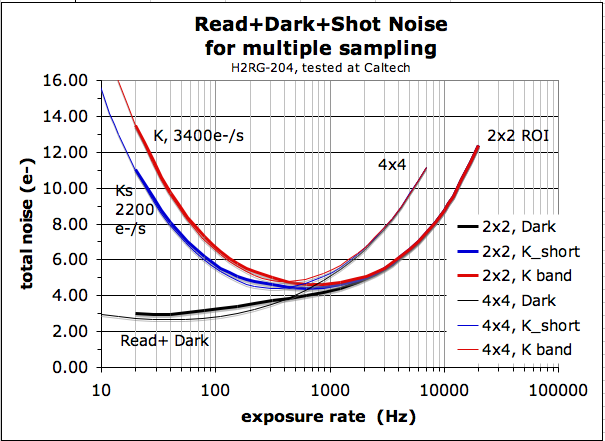 Read+Dark+Shot Noise
for multiple sampling
H2RG-204, tested at Caltech
total noise (e-)
16.00
14.00
12.00
10.00
8.00
6.00
4.00
2.00
0.00
K, 3400e-/s
2x2 ROI
4x4
Ks
2200
e-/s
Read+ Dark
2x2, Dark
2x2, K_short
2x2, K band
4x4, Dark
4x4, K_short
4x4, K band
10
100
1000
10000
100000
exposure rate (Hz)